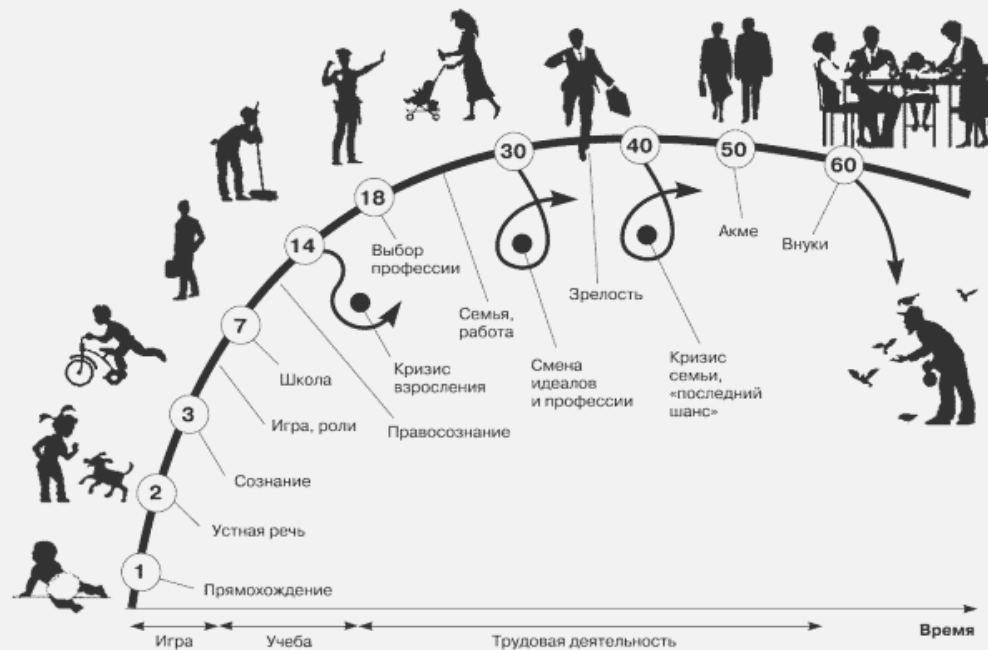 30
40
50
60
18
14
7
3
2
1
Акме
Внуки
Выбор
профессии
Зрелость
Семья,
работа
Кризис
взросления
Смена
идеалов
и профессии
Кризис
семьи,
«последний
шанс»
Школа
Игра, роли
Правосознание
Сознание
Устная речь
Прямохождение
Игра
Учеба
Трудовая деятельность
Время